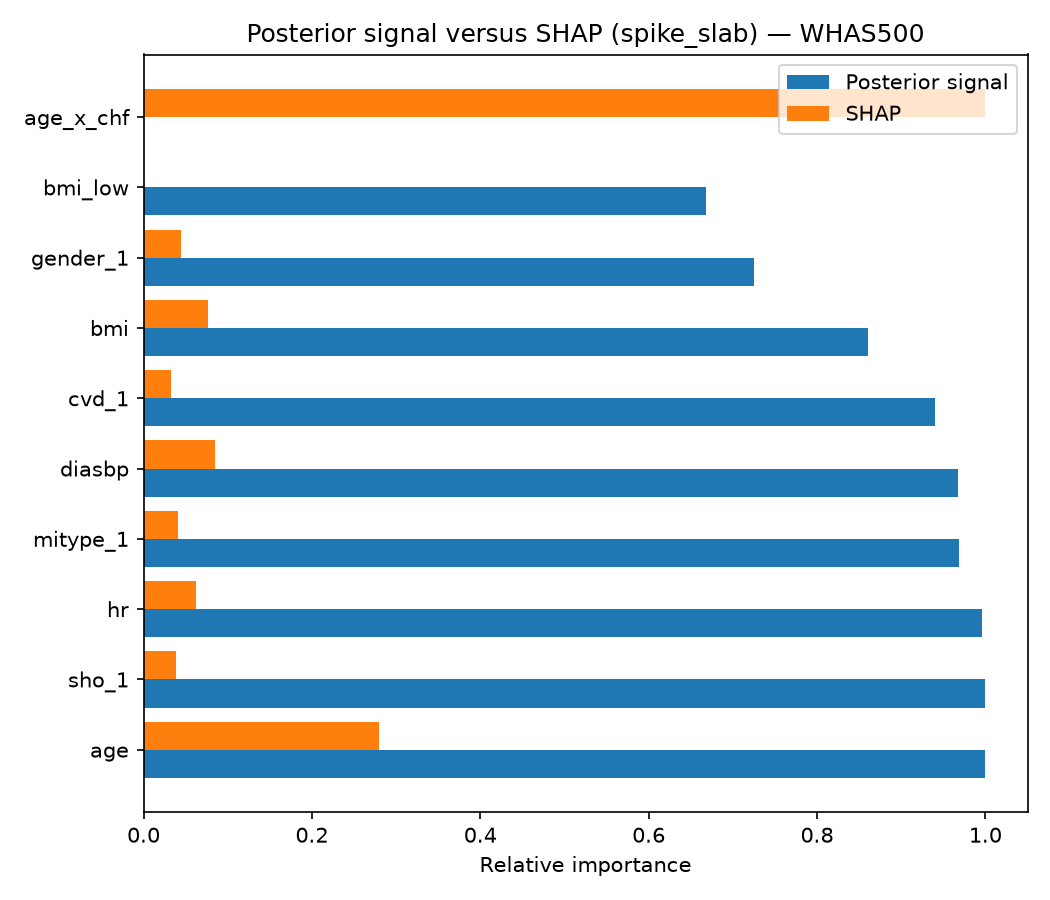 Posterior signal versus SHAP (spike_slab) — WHAS500
Posterior signal
SHAP
age_x_chf
bmi_low
gender_1
bmi
cvd_1
diasbp
mitype_1
hr
sho_1
age
0.0 0.2 0.4 0.6 0.8 1.0
Relative importance